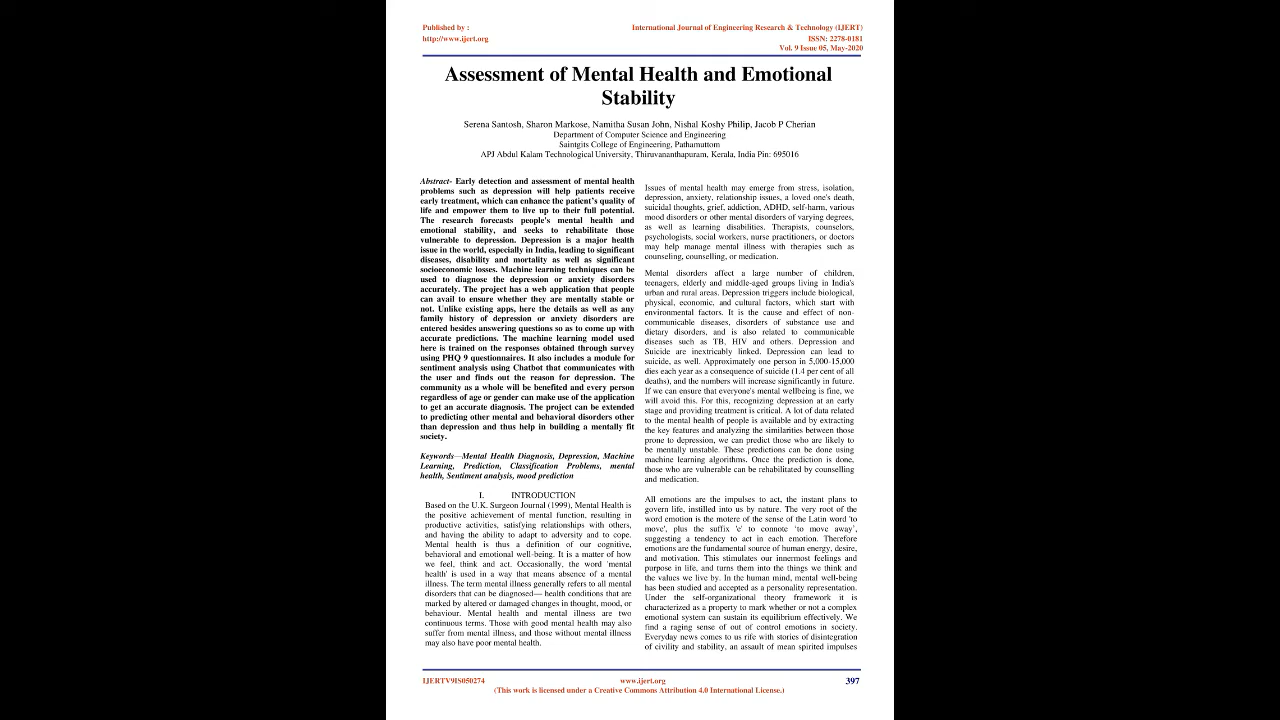 Published by :
http://www.ijert.org
International Journal of Engineering Research & Technology (IJERT)
ISSN: 2278-0181
Vol. 9 Issue 05, May-2020
Assessment of Mental Health and Emotional
Stability
Serena Santosh, Sharon Markose, Namitha Susan John, Nishal Koshy Philip, Jacob P Cherian
Department of Computer Science and Engineering
Saintgits College of Engineering, Pathamuttom
APJ Abdul Kalam Technological University, Thiruvananthapuram, Kerala, India Pin: 695016
Abstract- Early detection and assessment of mental health
problems such as depression will help patients receive
early treatment, which can enhance the patient's quality of
life and empower them to live up to their full potential.
The research forecasts people's mental health and
emotional stability, and seeks to rehabilitate those
vulnerable to depression. Depression is a major health
issue in the world, especially in India, leading to significant
diseases, disability and mortality as well as significant
socioeconomic losses. Machine learning techniques can be
used to diagnose the depression or anxiety disorders
accurately. The project has a web application that people
can avail to ensure whether they are mentally stable or
not. Unlike existing apps, here the details as well as any
family history of depression or anxiety disorders are
entered besides answering questions so as to come up with
accurate predictions. The machine learning model used
here is trained on the responses obtained through survey
using PHQ 9 questionnaires. It also includes a module for
sentiment analysis using Chatbot that communicates with
the user and finds out the reason for depression. The
community as a whole will be benefited and every person
regardless of age or gender can make use of the application
to get an accurate diagnosis. The project can be extended
to predicting other mental and behavioral disorders other
than depression and thus help in building a mentally fit
society.
Keywords—Mental Health Diagnosis, Depression, Machine
Learning, Prediction, Classification Problems, mental
health, Sentiment analysis, mood prediction
I. INTRODUCTION
Based on the U.K. Surgeon Journal (1999), Mental Health is
the positive achievement of mental function, resulting in
productive activities, satisfying relationships with others,
and having the ability to adapt to adversity and to cope.
Mental health is thus a definition of our cognitive,
behavioral and emotional well-being. It is a matter of how
we feel, think and act. Occasionally, the word 'mental
health' is used in a way that means absence of a mental
illness. The term mental illness generally refers to all mental
disorders that can be diagnosed— health conditions that are
marked by altered or damaged changes in thought, mood, or
behaviour. Mental health and mental illness are two
continuous terms. Those with good mental health may also
suffer from mental illness, and those without mental illness
may also have poor mental health.
Issues of mental health may emerge from stress, isolation,
depression, anxiety, relationship issues, a loved one's death,
suicidal thoughts, grief, addiction, ADHD, self-harm, various
mood disorders or other mental disorders of varying degrees,
as well as learning disabilities. Therapists, counselors,
psychologists, social workers, nurse practitioners, or doctors
may help manage mental illness with therapies such as
counseling, counselling, or medication.
Mental disorders affect a large number of children,
teenagers, elderly and middle-aged groups living in India's
urban and rural areas. Depression triggers include biological,
physical, economic, and cultural factors, which start with
environmental factors. It is the cause and effect of non-
communicable diseases, disorders of substance use and
dietary disorders, and is also related to communicable
diseases such as TB, HIV and others. Depression and
Suicide are inextricably linked. Depression can lead to
suicide, as well. Approximately one person in 5,000-15,000
dies each year as a consequence of suicide (1.4 per cent of all
deaths), and the numbers will increase significantly in future.
If we can ensure that everyone's mental wellbeing is fine, we
will avoid this. For this, recognizing depression at an early
stage and providing treatment is critical. A lot of data related
to the mental health of people is available and by extracting
the key features and analyzing the similarities between those
prone to depression, we can predict those who are likely to
be mentally unstable. These predictions can be done using
machine learning algorithms. Once the prediction is done,
those who are vulnerable can be rehabilitated by counselling
and medication.
All emotions are the impulses to act, the instant plans to
govern life, instilled into us by nature. The very root of the
word emotion is the motere of the sense of the Latin word 'to
move', plus the suffix 'e' to connote 'to move away',
suggesting a tendency to act in each emotion. Therefore
emotions are the fundamental source of human energy, desire,
and motivation. This stimulates our innermost feelings and
purpose in life, and turns them into the things we think and
the values we live by. In the human mind, mental well-being
has been studied and accepted as a personality representation.
Under the self-organizational theory framework it is
characterized as a property to mark whether or not a complex
emotional system can sustain its equilibrium effectively. We
find a raging sense of out of control emotions in society.
Everyday news comes to us rife with stories of disintegration
of civility and stability, an assault of mean spirited impulses
IJERTV9IS050274
www.ijert.org
397
(This work is licensed under a Creative Commons Attribution 4.0 International License.)